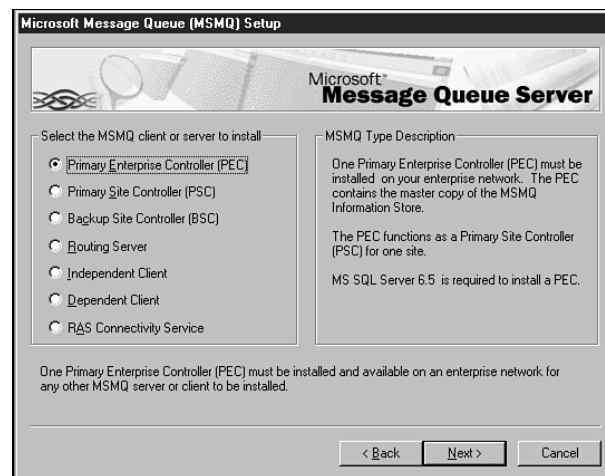 Microsoft Message Queue (MSMQ) Setup
Microsoft®
Message Queue Server
Select the MSMQ client or server to install
Primary Enterprise Controller (PEC)
Primary Site Controller (PSC)
Backup Site Controller (BSC)
Routing Server
Independent Client
Dependent Client
RAS Connectivity Service
MSMQ Type Description
One Primary Enterprise Controller (PEC) must be
installed on your enterprise network. The PEC
contains the master copy of the MSMQ
Information Store.
The PEC functions as a Primary Site Controller
(PSC) for one site.
MS SQL Server 6.5 is required to install a PEC.
One Primary Enterprise Controller (PEC) must be installed and available on an enterprise network for
any other MSMQ server or client to be installed.
< Back
Next >
Cancel